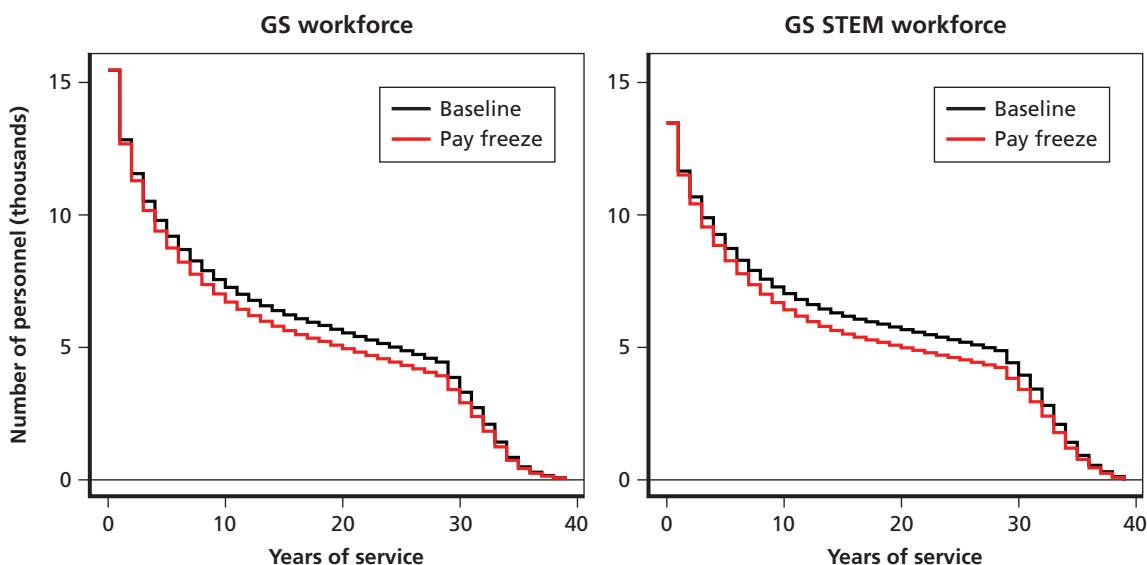 GS workforce
Number of personnel (thousands)
15
10
5
0
Baseline
Pay freeze
0 10 20 30 40
Years of service
GS STEM workforce
15
10
5
0
Baseline
Pay freeze
0 10 20 30 40
Years of service